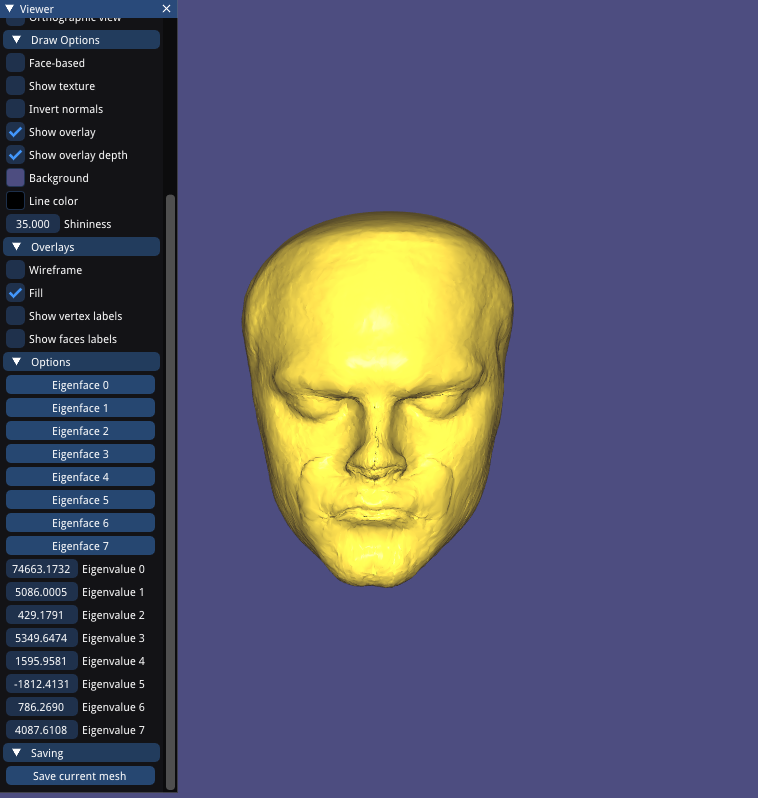 Viewer
Orthographic view
Draw Options
Face-based
Show texture
Invert normals
Show overlay
Show overlay depth
Background
Line color
35.000 Shininess
Overlays
Wireframe
Fill
Show vertex labels
Show faces labels
Options
Eigenface 0
Eigenface 1
Eigenface 2
Eigenface 3
Eigenface 4
Eigenface 5
Eigenface 6
Eigenface 7
74663.1732 Eigenvalue 0
5086.0005 Eigenvalue 1
429.1791 Eigenvalue 2
5349.6474 Eigenvalue 3
1595.9581 Eigenvalue 4
-1812.4131 Eigenvalue 5
786.2690 Eigenvalue 6
4087.6108 Eigenvalue 7
Saving
Save current mesh